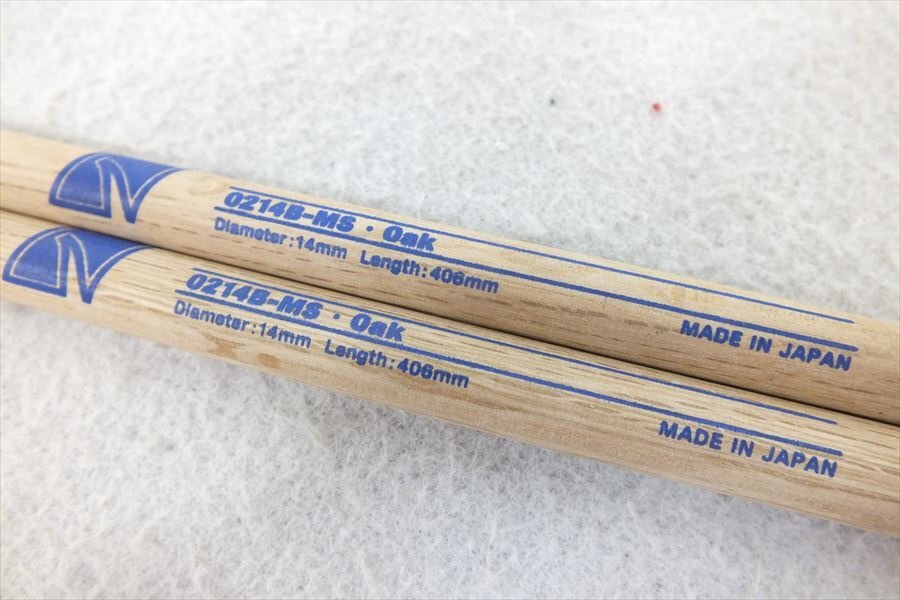 N
0214B-MS · Oak
Diameter:14mm Length:406mm
MADE IN JAPAN
N
0214B-MS · Oak
Diameter:14mm Length:406mm
MADE IN JAPAN